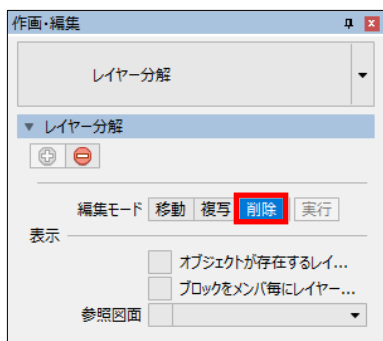 作画･編集
レイヤー分解
レイヤー分解
編集モード 移動 複写 削除 実行
表示
オブジェクトが存在するレイ...
ブロックをメンバ毎にレイヤー...
参照図面